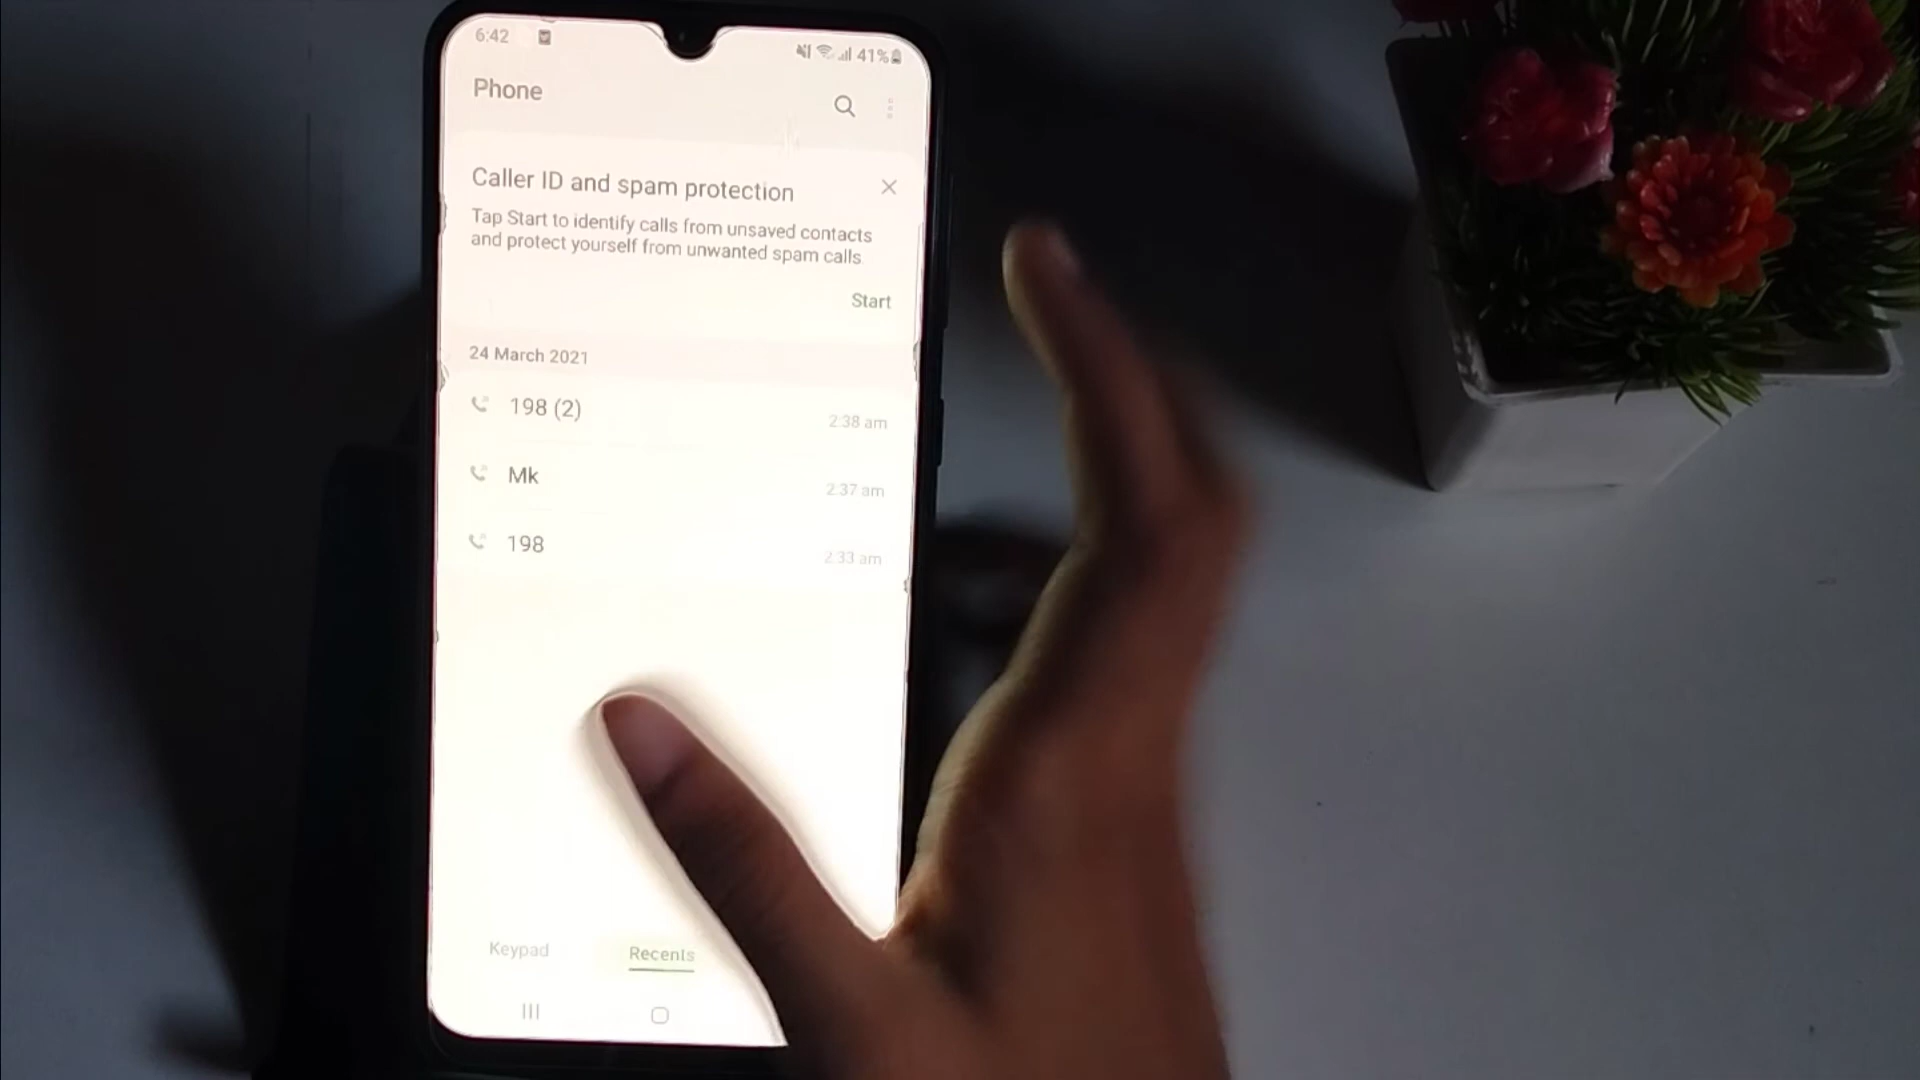 6:42
41%
Phone
Caller ID and spam protection
Tap Start to identify calls from unsaved contacts
and protect yourself from unwanted spam calls
Start
24 March 2021
198 (2)
2:38 am
Mk
2:37 am
198
2:33 am
Keypad
Recents